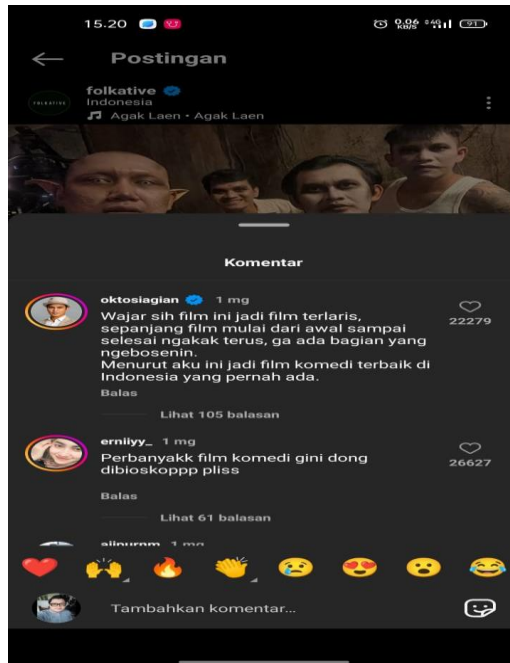 15.20
0.06 KB/S 4G 91
Postingan
FOLKATIVE
folkative
Indonesia
Agak Laen • Agak Laen
Komentar
oktosiagian 1 mg
Wajar sih film ini jadi film terlaris,
sepanjang film mulai dari awal sampai
selesai ngakak terus, ga ada bagian yang
ngebosenin.
Menurut aku ini jadi film komedi terbaik di
Indonesia yang pernah ada.
22279
Balas
Lihat 105 balasan
erniiyy_ 1 mg
Perbanyakk film komedi gini dong
dibioskoppp pliss
26627
Balas
Lihat 61 balasan
Tambahkan komentar...